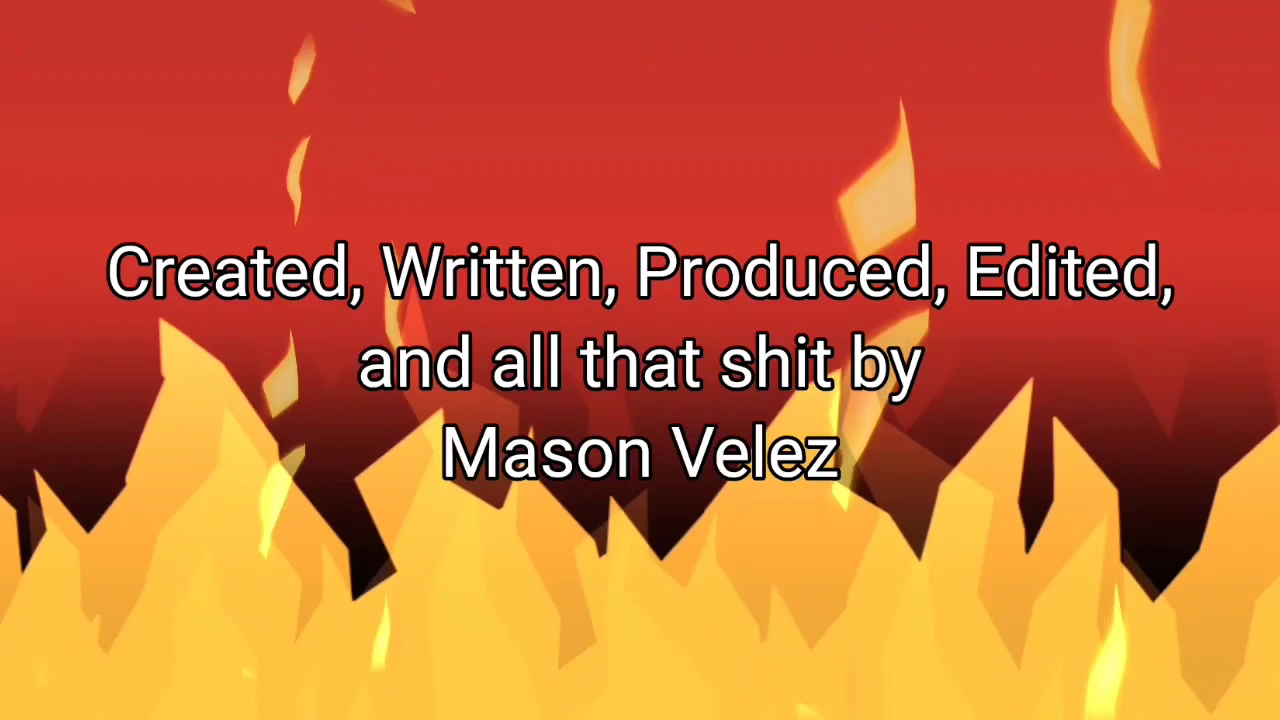 Created, Written, Produced, Edited,
and all that shit by
Mason Velez